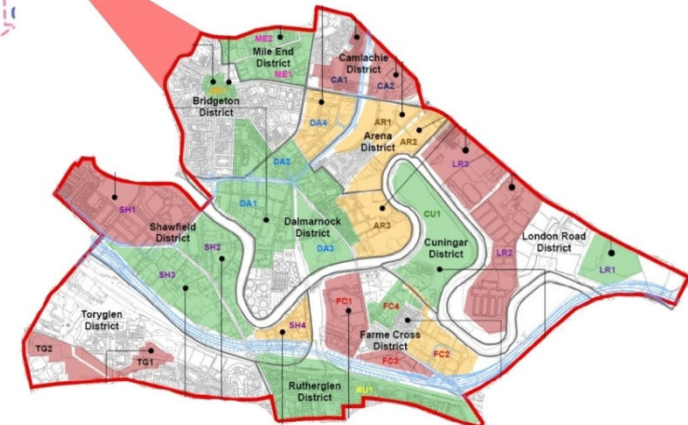 ME2
Mile End
District
ME1
Camlachie
District
CA1
CA2
Bridgeton
District
DA4
AR1
Arena
District
AR2
DA2
LR3
SH1
Shawfield
District
DA1
Dalmarnock
District
DA3
AR3
CU1
Cuningar
District
London Road
District
LR2
LR1
SH2
SH3
Toryglen
District
TG2
TG1
SH4
FC1
FC4
Farme Cross
District
FC2
FC3
Rutherglen
District
RU1